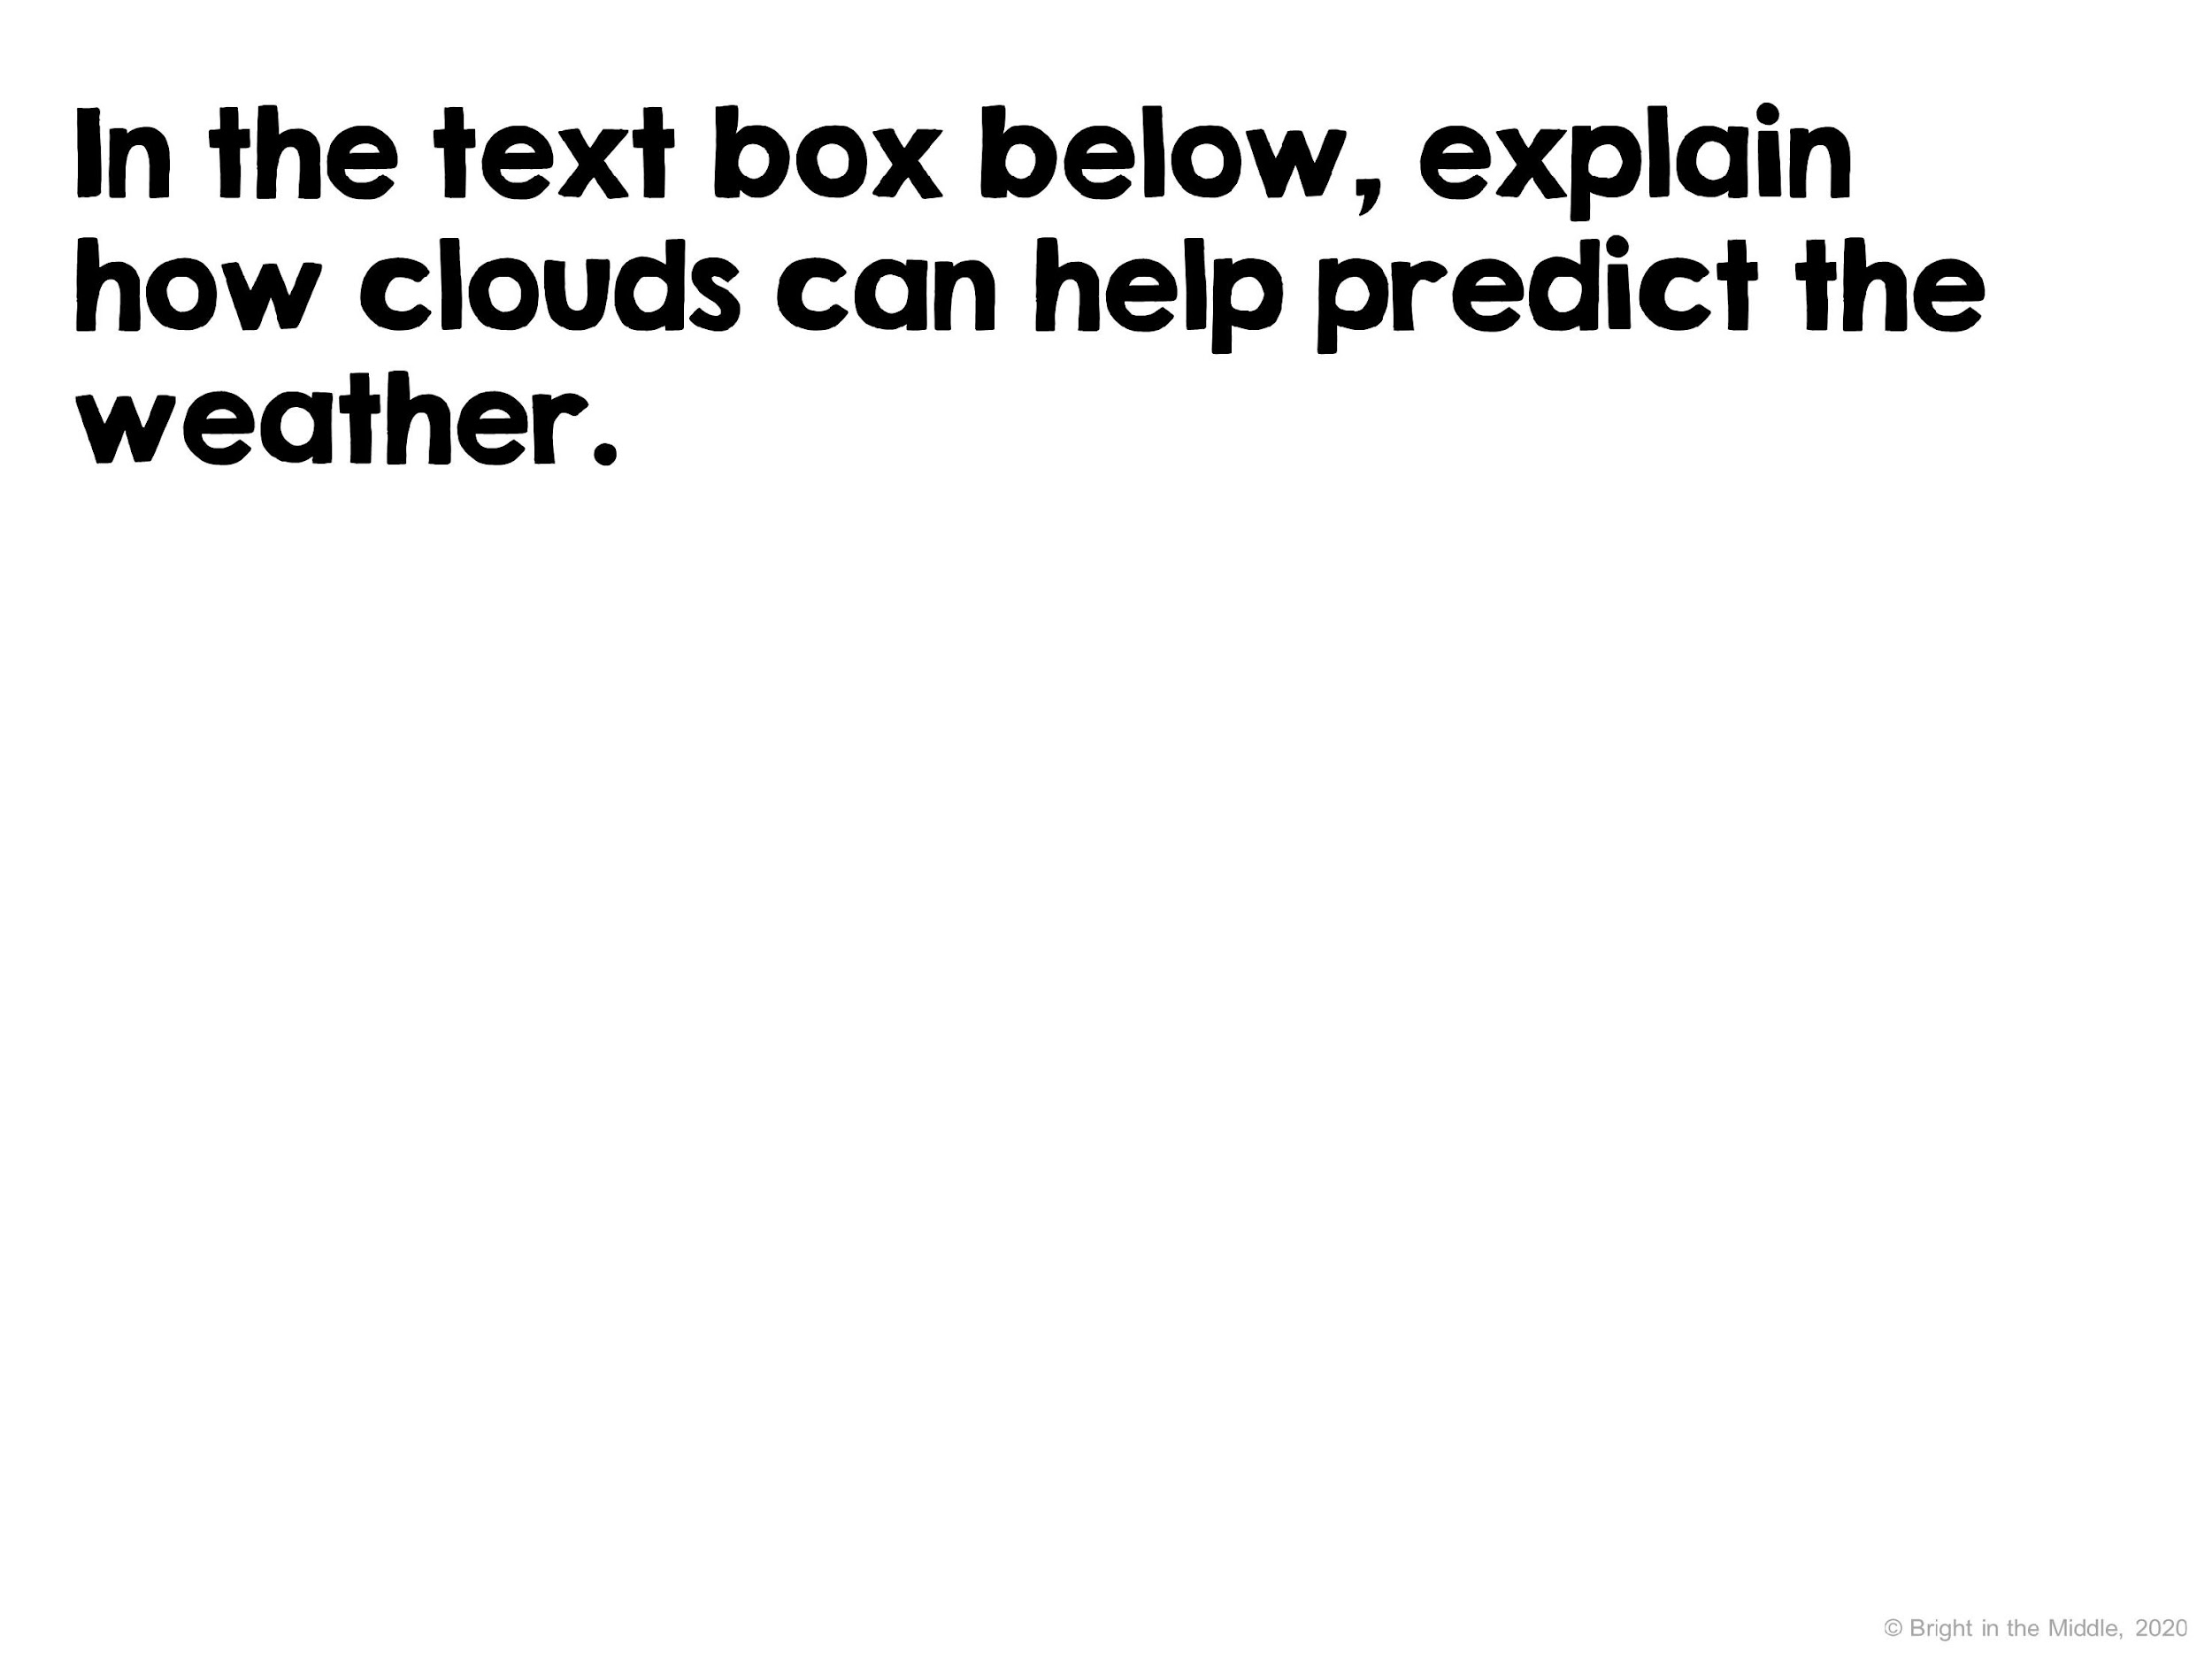 In the text box below, explain
how clouds can help predict the
weather.
© Bright in the Middle, 2020